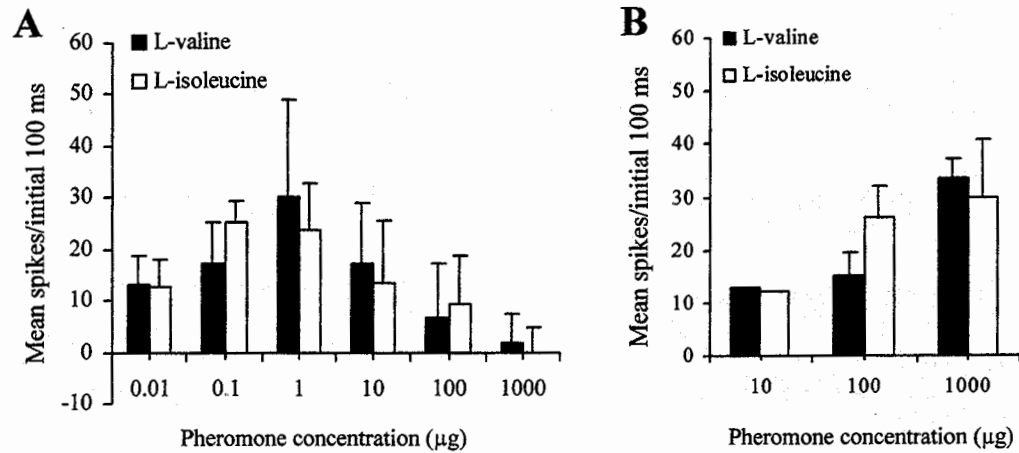 A
L-valine
L-isoleucine
Mean spikes/initial 100 ms
60
50
40
30
20
10
0
-10
0.01 0.1 1 10 100 1000
Pheromone concentration (µg)
B
L-valine
L-isoleucine
Mean spikes/initial 100 ms
60
50
40
30
20
10
0
10 100 1000
Pheromone concentration (µg)